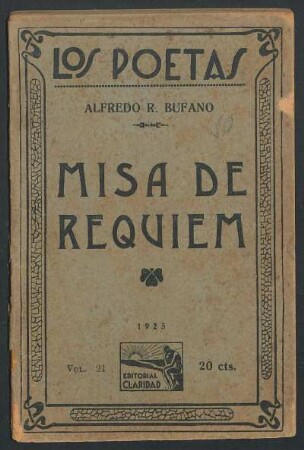 LOS POETAS
ALFREDO R. BUFANO
MISA DE
REQUIEM
1925
VOL. 21
EDITORIAL
CLARIDAD
20 cts.